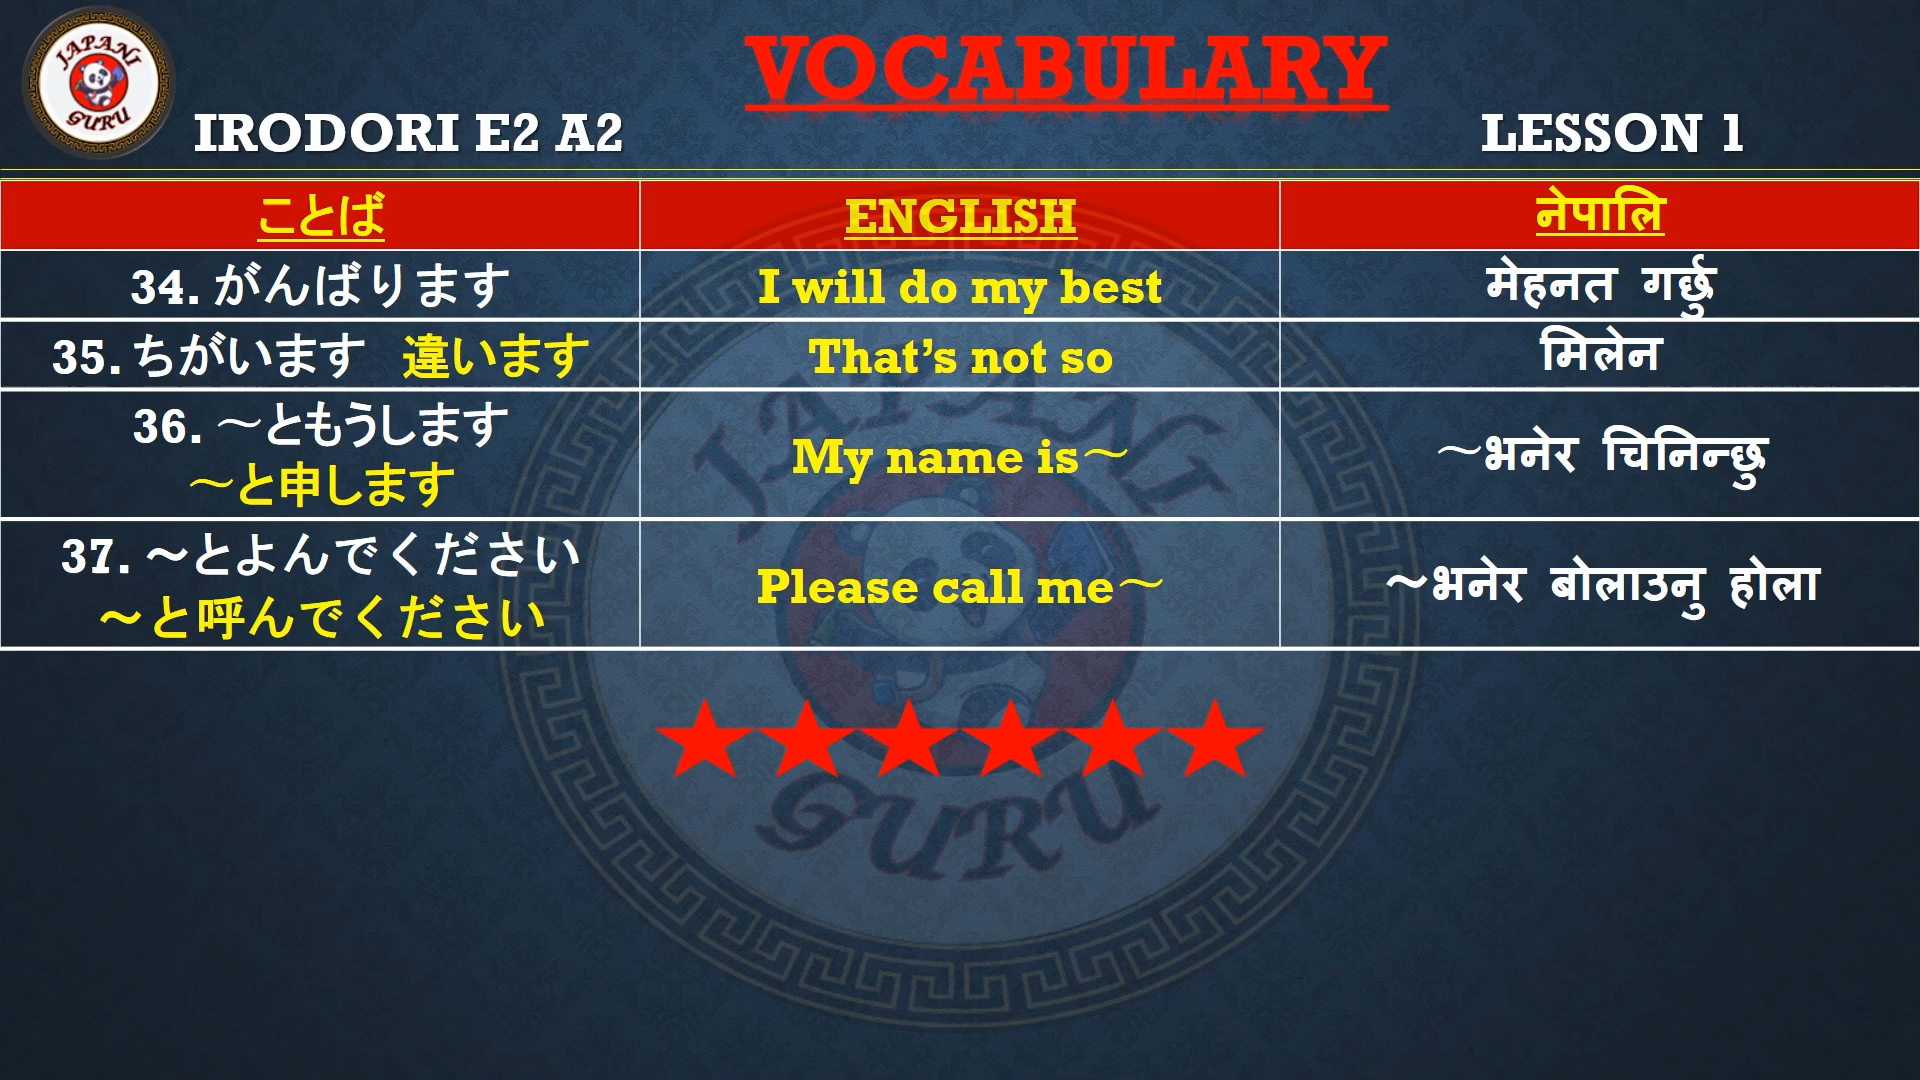 JAPANI
GURU
VOCABULARY
IRODORI E2 A2
LESSON 1
ことば ENGLISH नेपालि
34. がんばります I will do my best मेहनत गर्छु
35. ちがいます 違います That's not so मिलेन
36. ～ともうします
～と申します
My name is～
～भनेर चिनिन्छु
37. ～とよんでください
～と呼んでください
Please call me～
～भनेर बोलाउनु होला
JAPANI
GURU